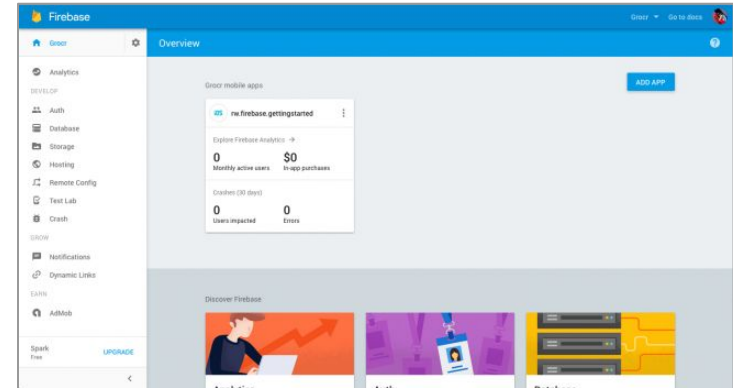 Firebase
Grocr
Go to docs
Grocr
Overview
Analytics
DEVELOP
Auth
Database
Storage
Hosting
Remote Config
Test Lab
Crash
GROW
Notifications
Dynamic Links
EARN
AdMob
Spark
Free
UPGRADE
Grocr mobile apps
ADD APP
iOS
rw.firebase.gettingstarted
Explore Firebase Analytics
0
$0
Monthly active users
In-app purchases
Crashes (30 days)
0
0
Users impacted
Errors
Discover Firebase
Analytics
Auth
Database